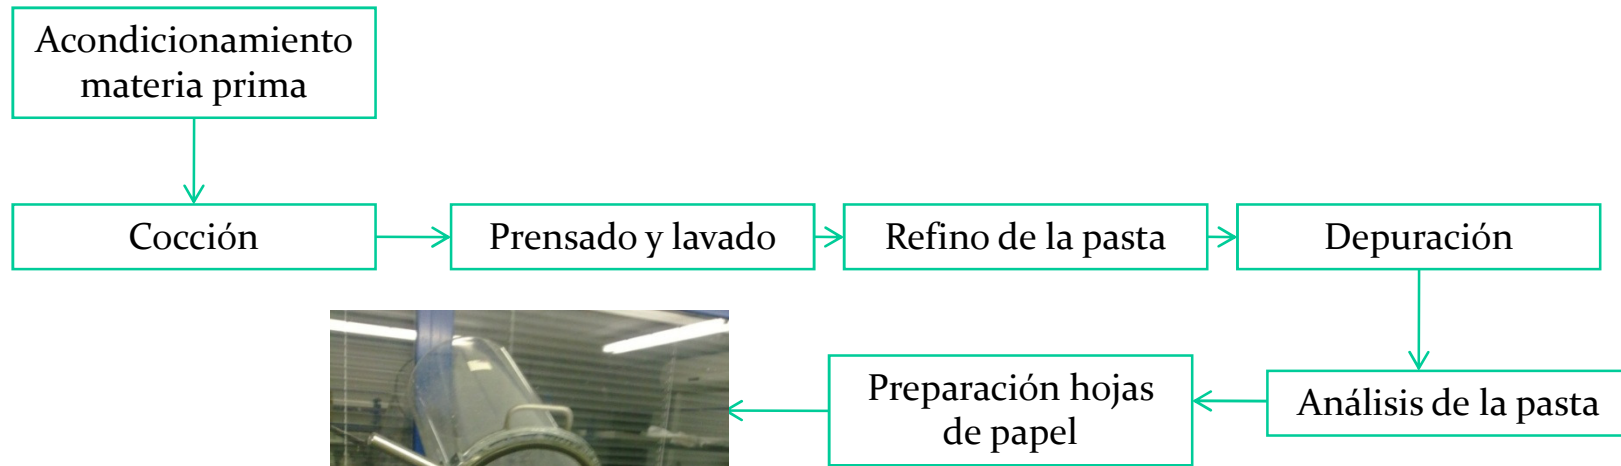 Acondicionamiento
materia prima
Cocción
Prensado y lavado
Refino de la pasta
Depuración
Preparación hojas
de papel
Análisis de la pasta